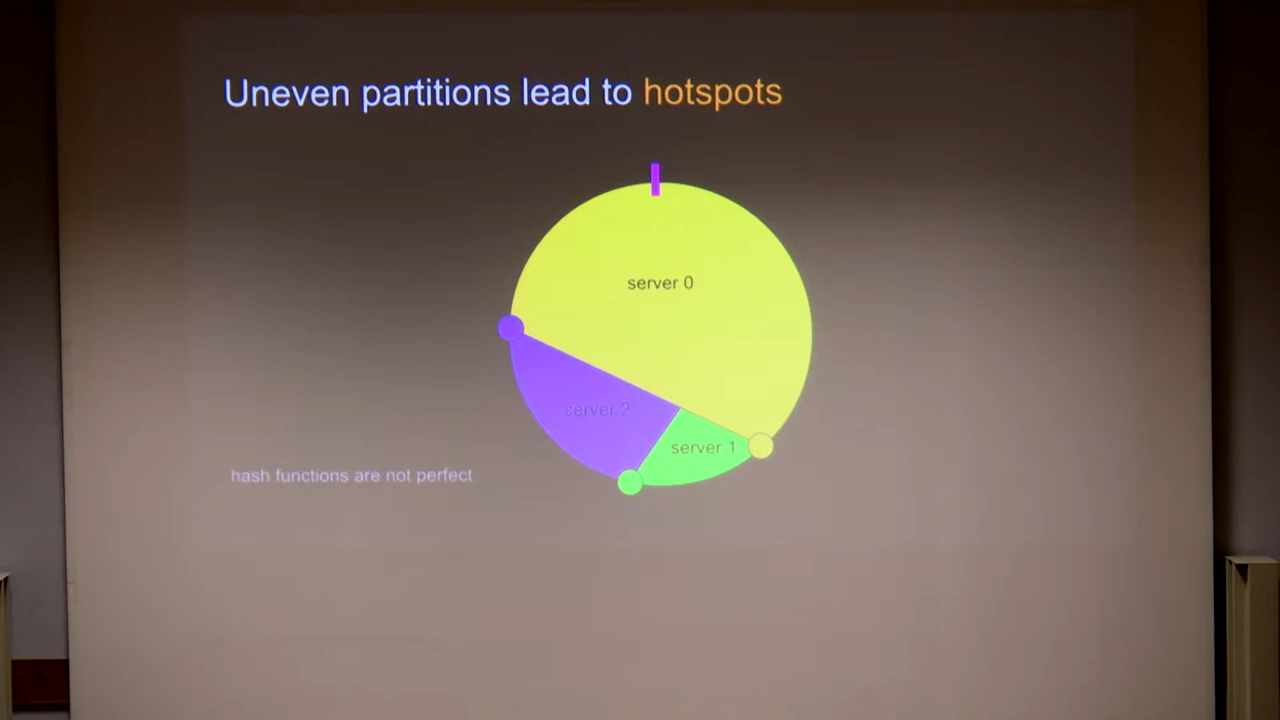 Uneven partitions lead to hotspots
server 0
server 2
server 1
hash functions are not perfect